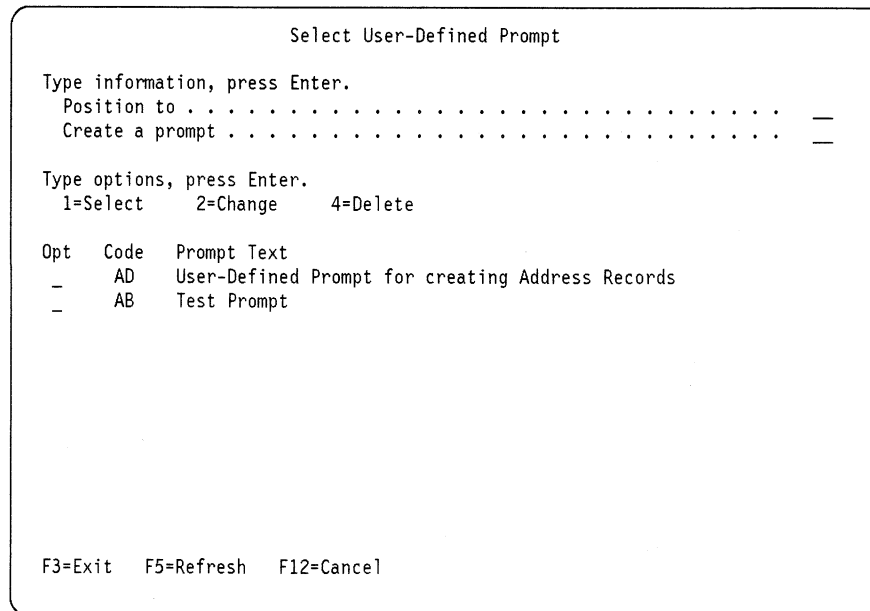 Select User-Defined Prompt
Type information, press Enter.
Position to . . . . . . . . . . . . . . . . . . . . . . . . . . . . . __
Create a prompt . . . . . . . . . . . . . . . . . . . . . . . . . . . __
Type options, press Enter.
1=Select 2=Change 4=Delete
Opt Code Prompt Text
_ AD User-Defined Prompt for creating Address Records
_ AB Test Prompt
F3=Exit F5=Refresh F12=Cancel